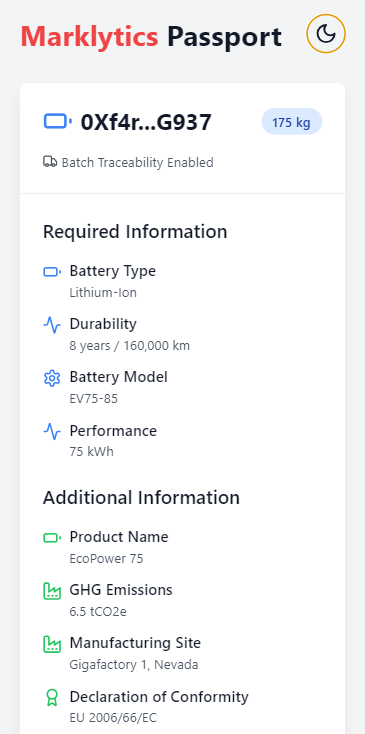 Marklytics Passport
0Xf4r...G937
175 kg
Batch Traceability Enabled
Required Information
Battery Type
Lithium-Ion
Durability
8 years / 160,000 km
Battery Model
EV75-85
Performance
75 kWh
Additional Information
Product Name
EcoPower 75
GHG Emissions
6.5 tCO2e
Manufacturing Site
Gigafactory 1, Nevada
Declaration of Conformity
EU 2006/66/EC